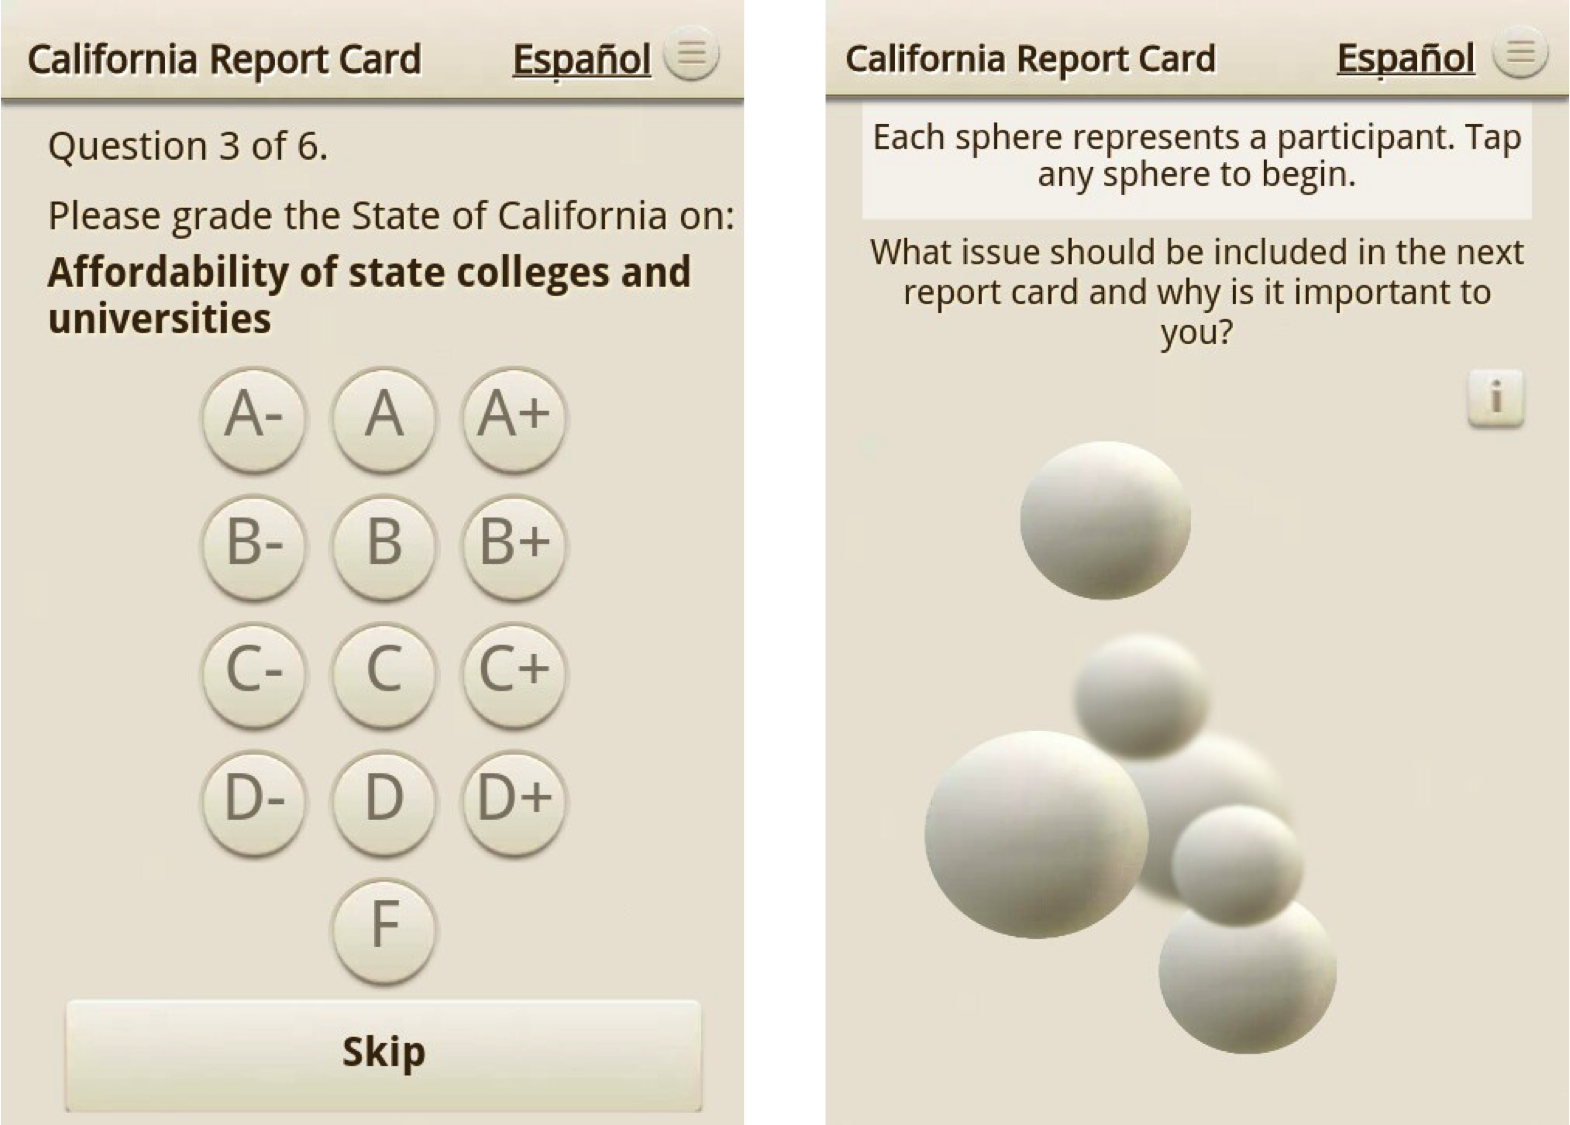 California Report Card Español
Question 3 of 6.
Please grade the State of California on:
Affordability of state colleges and
universities
A- A A+
B- B B+
C- C C+
D- D D+
F
Skip
California Report Card Español
Each sphere represents a participant. Tap
any sphere to begin.
What issue should be included in the next
report card and why is it important to
you?
i